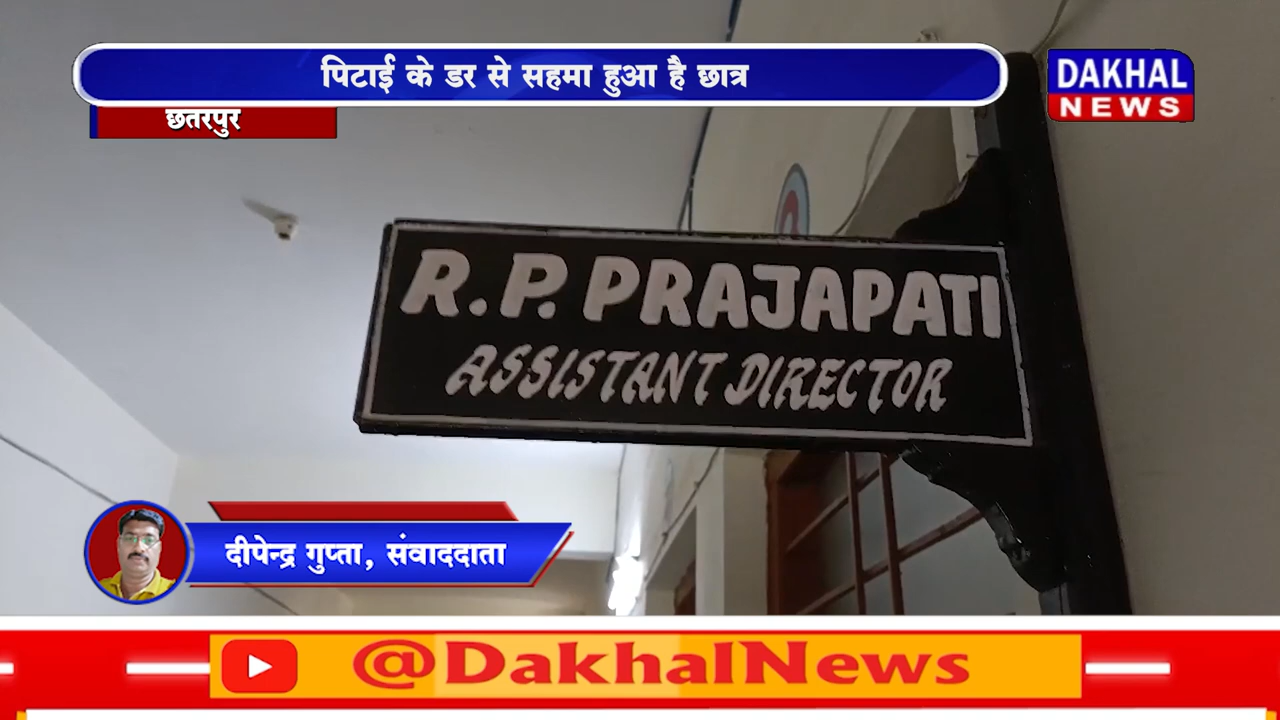 पिटाई के डर से सहमा हुआ है छात्र
DAKHAL
NEWS
छतरपुर
R.P. PRAJAPATI
ASSISTANT DIRECTOR
दीपेन्द्र गुप्ता, संवाददाता
@DakhalNews